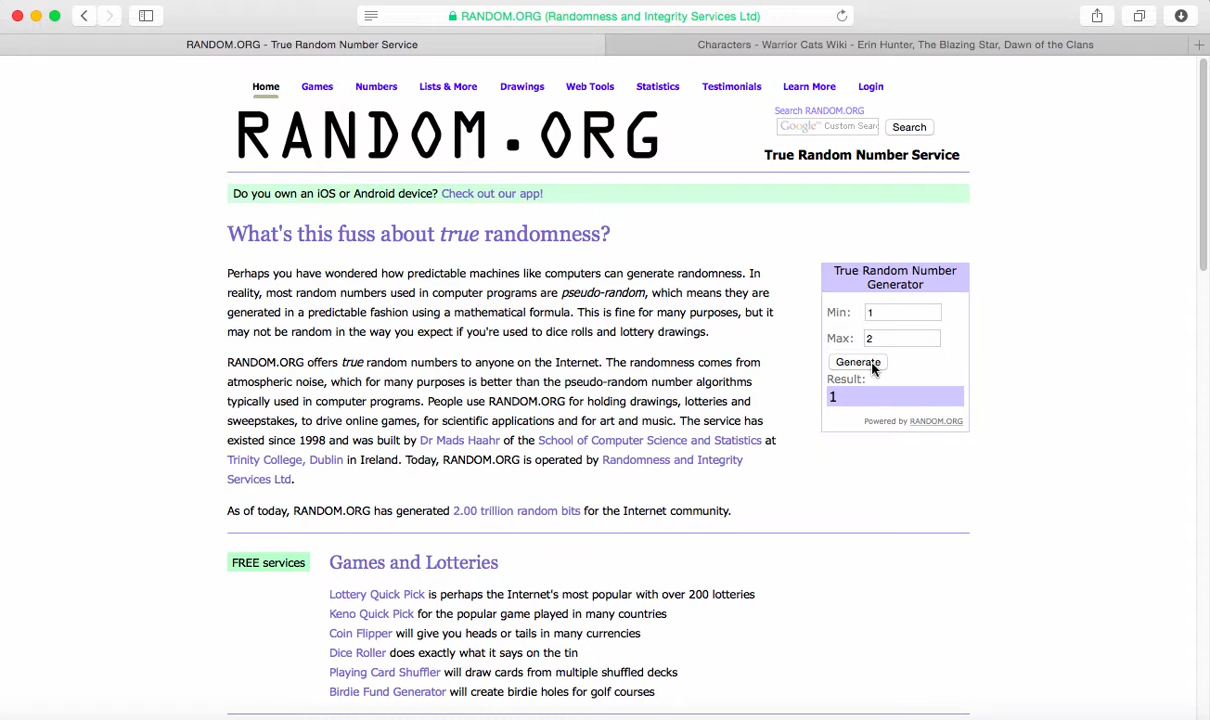 RANDOM.ORG (Randomness and Integrity Services Ltd)
RANDOM.ORG - True Random Number Service
Characters - Warrior Cats Wiki - Erin Hunter, The Blazing Star, Dawn of the Clans
Home Games Numbers Lists & More Drawings Web Tools Statistics Testimonials Learn More Login
RANDOM.ORG
Search RANDOM.ORG
Google™ Custom Sear Search
True Random Number Service
Do you own an iOS or Android device? Check out our app!
What's this fuss about true randomness?
Perhaps you have wondered how predictable machines like computers can generate randomness. In
reality, most random numbers used in computer programs are pseudo-random, which means they are
generated in a predictable fashion using a mathematical formula. This is fine for many purposes, but it
may not be random in the way you expect if you're used to dice rolls and lottery drawings.
RANDOM.ORG offers true random numbers to anyone on the Internet. The randomness comes from
atmospheric noise, which for many purposes is better than the pseudo-random number algorithms
typically used in computer programs. People use RANDOM.ORG for holding drawings, lotteries and
sweepstakes, to drive online games, for scientific applications and for art and music. The service has
existed since 1998 and was built by Dr Mads Haahr of the School of Computer Science and Statistics at
Trinity College, Dublin in Ireland. Today, RANDOM.ORG is operated by Randomness and Integrity
Services Ltd.
As of today, RANDOM.ORG has generated 2.00 trillion random bits for the Internet community.
True Random Number
Generator
Min: 1
Max: 2
Generate
Result:
1
Powered by RANDOM.ORG
FREE services
Games and Lotteries
Lottery Quick Pick is perhaps the Internet's most popular with over 200 lotteries
Keno Quick Pick for the popular game played in many countries
Coin Flipper will give you heads or tails in many currencies
Dice Roller does exactly what it says on the tin
Playing Card Shuffler will draw cards from multiple shuffled decks
Birdie Fund Generator will create birdie holes for golf courses